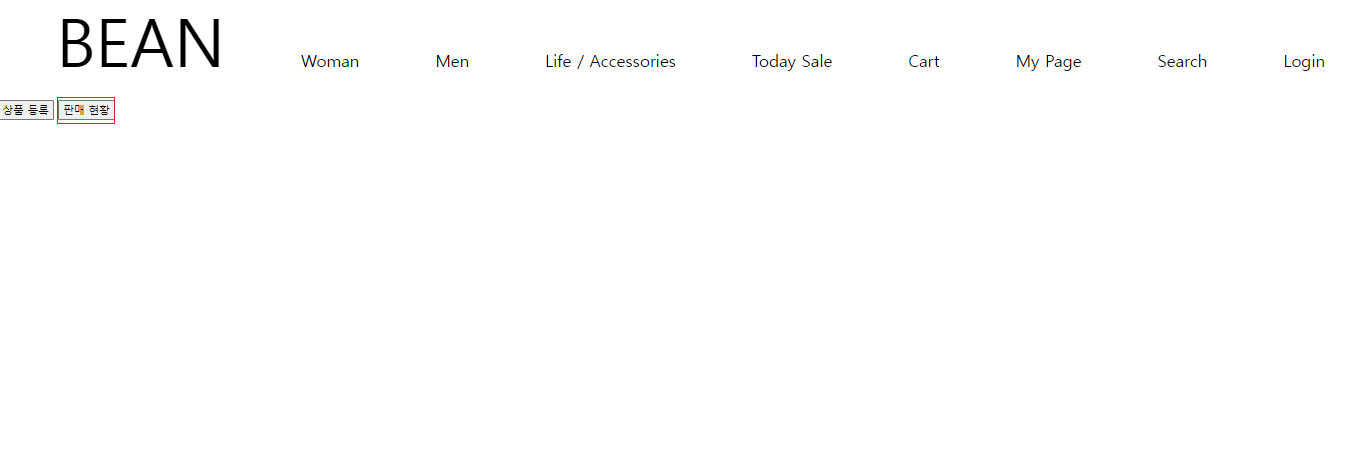 BEAN Woman Men Life / Accessories Today Sale Cart My Page Search Login
상품 등록 판매 현황